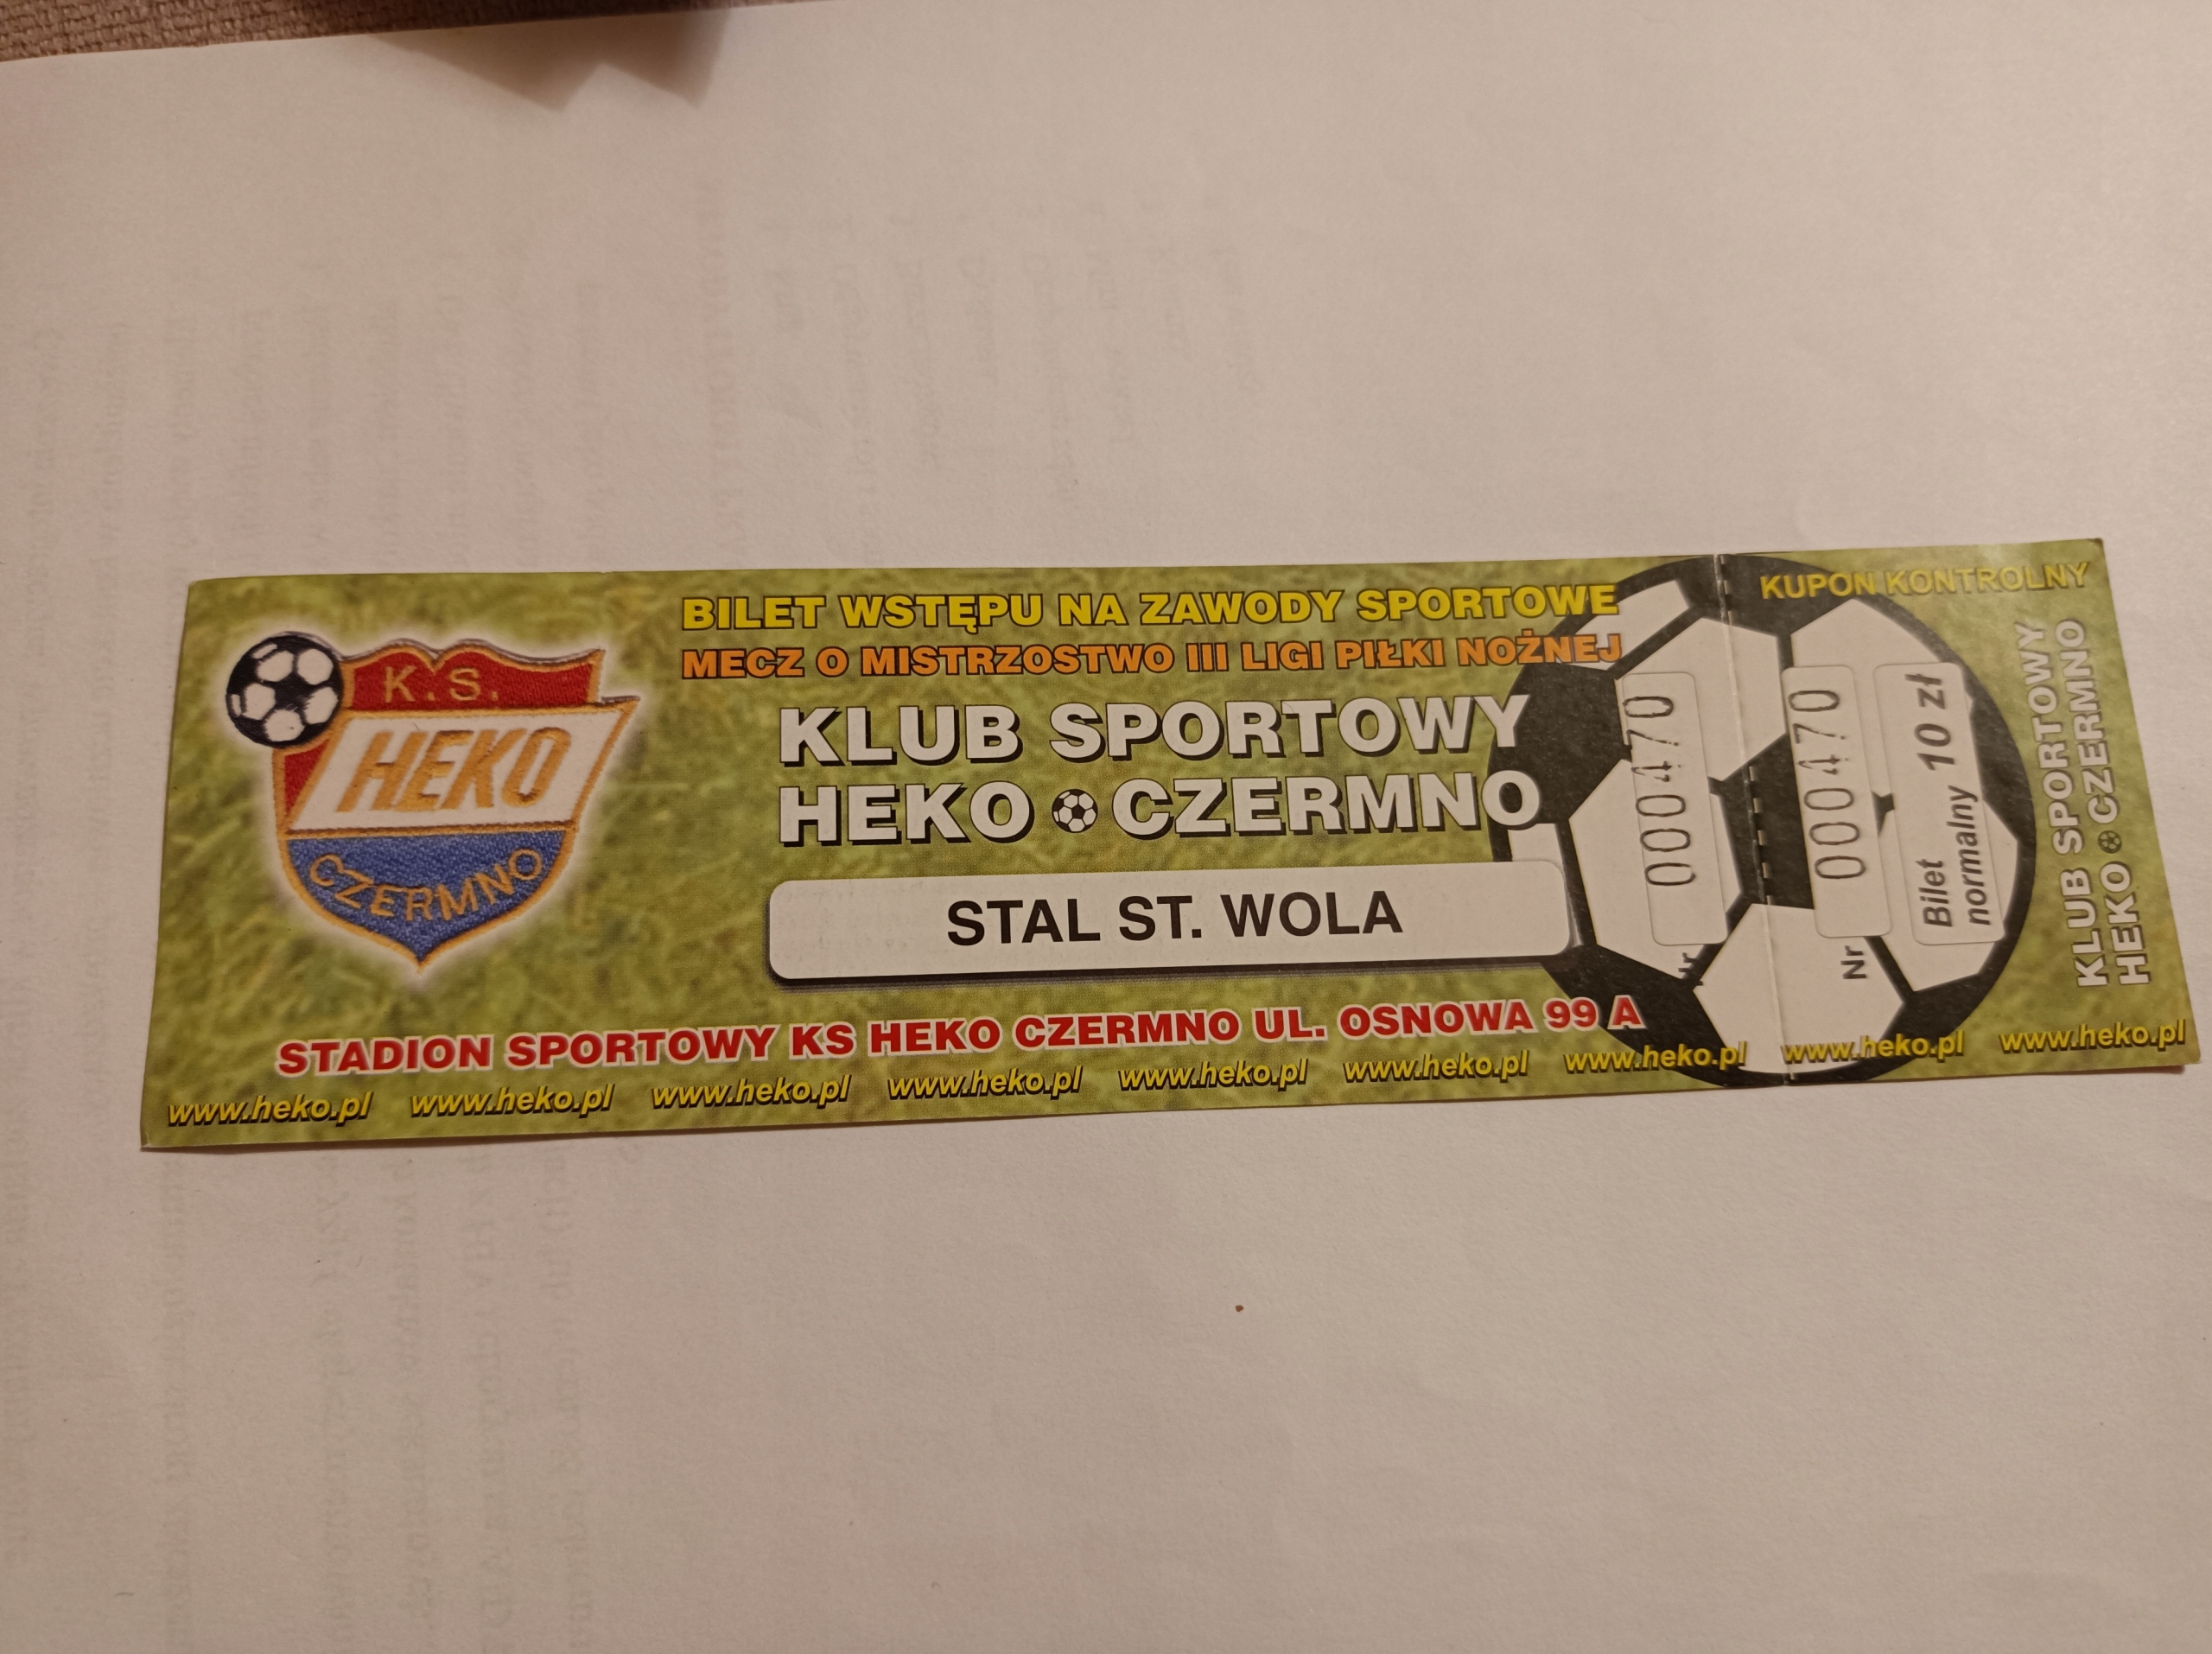 K.S.
HEKO
CZERMNO
BILET WSTĘPU NA ZAWODY SPORTOWE
MECZ O MISTRZOSTWO III LIGI PIŁKI NOŻNEJ
KLUB SPORTOWY
HEKO CZERMNO
STAL ST. WOLA
STADION SPORTOWY KS HEKO CZERMNO UL. OSNOWA 99 A
www.heko.pl www.heko.pl www.heko.pl www.heko.pl www.heko.pl www.heko.pl www.heko.pl www.heko.pl www.heko.pl
Nr 000470
KUPON KONTROLNY
Nr 000470
Bilet
normalny 10 zł
KLUB SPORTOWY
HEKO CZERMNO